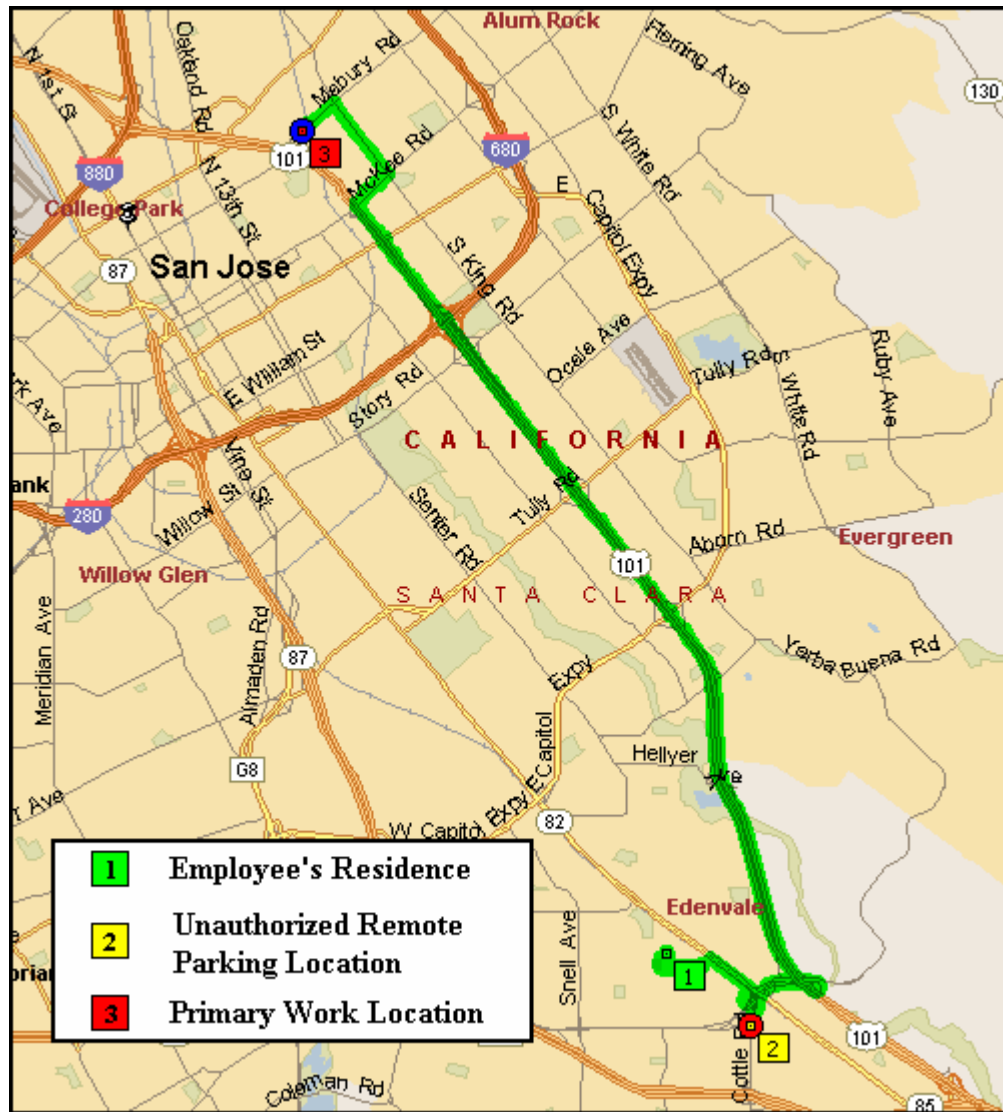 Alum Rock
Fleming Ave
130
N 1st St
Oakland Rd
Mabury Rd
S White Rd
101
3
McKee Rd
680
880
N 13th St
E
Capitol Expy
College Park
San Jose
87
S King Rd
Ocala Ave
Tully Rd
S White Rd
Ruby Ave
E William St
Story Rd
CALIFORNIA
Vine St
Willow St
280
Senter Rd
Tully Rd
Aborn Rd
Evergreen
101
Willow Glen
SANTA CLARA
Meridian Ave
Almaden Rd
87
Yerba Buena Rd
Expy
E Capitol
Hellyer Ave
G8
W Capitol Expy
82
1 Employee's Residence
2 Unauthorized Remote
Parking Location
3 Primary Work Location
Edenvale
Snell Ave
1
2
Cottle Rd
101
Coleman Rd
85